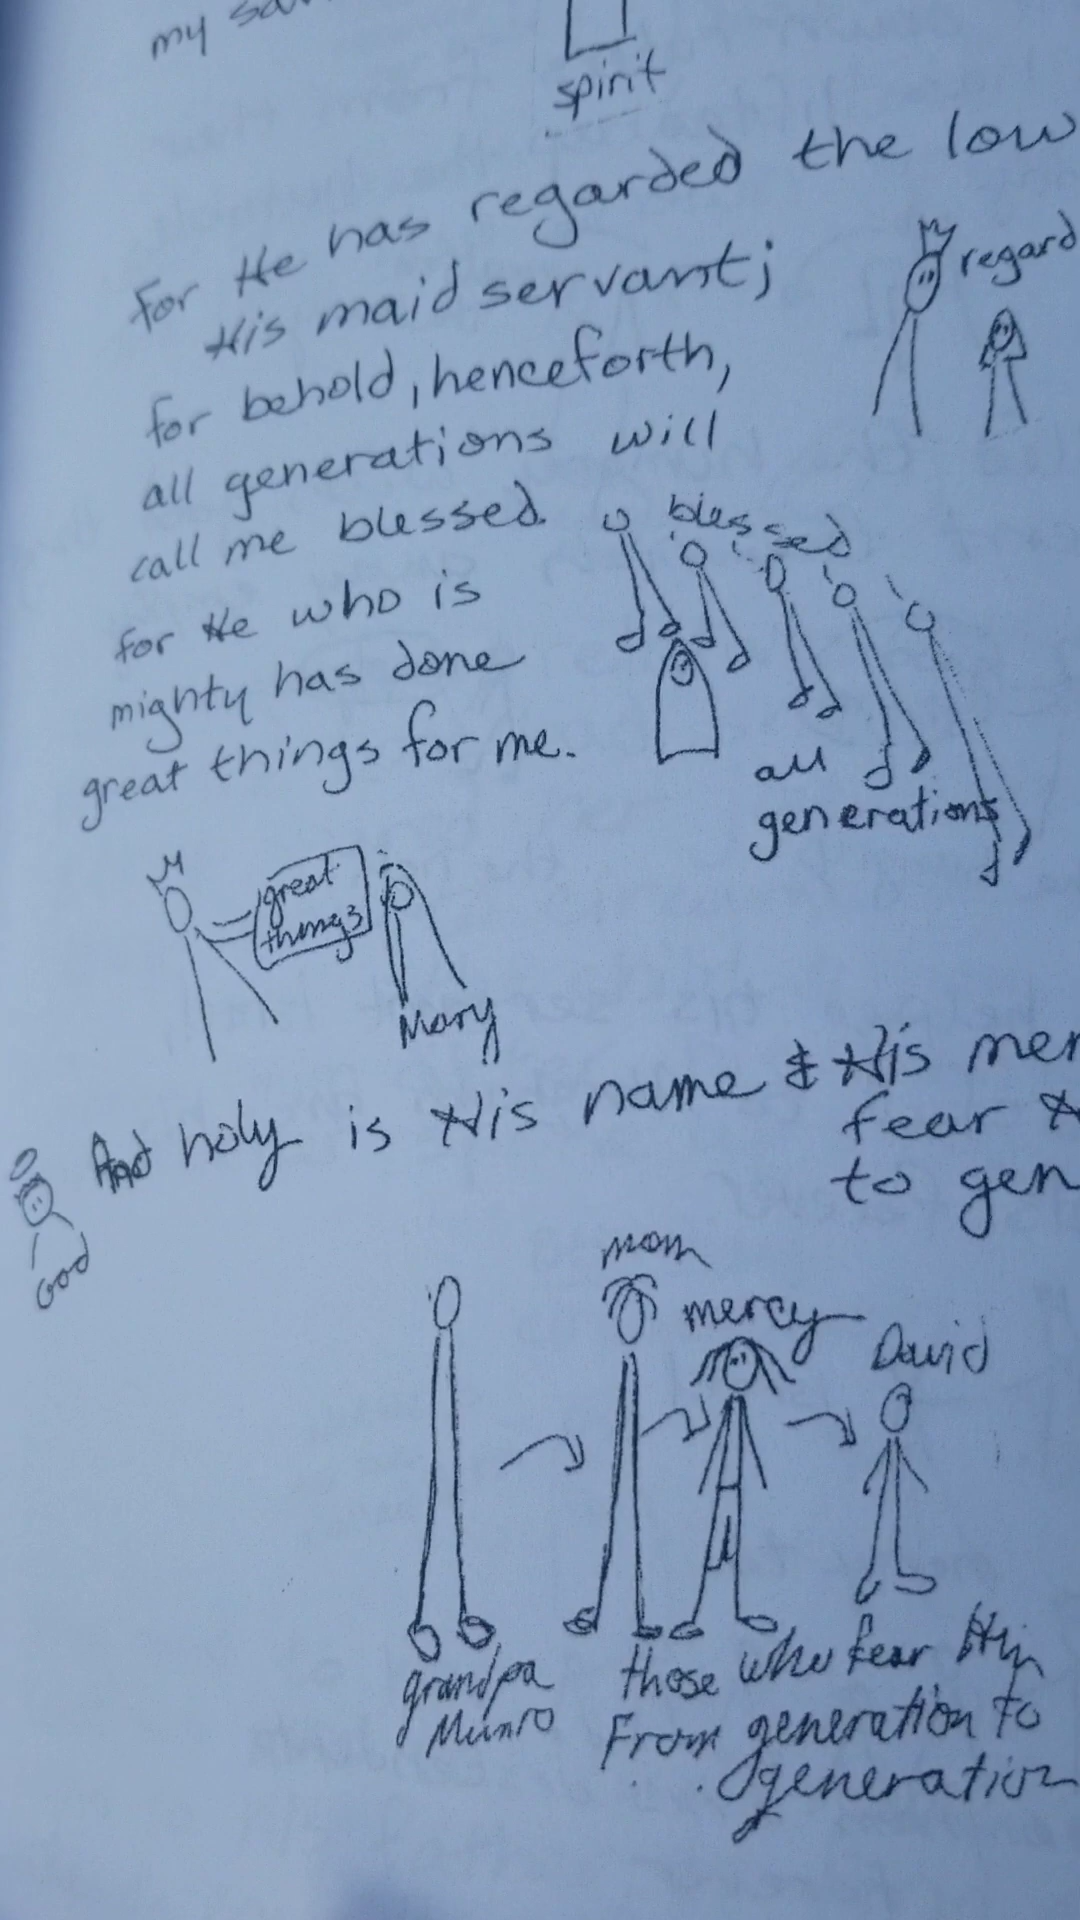 my
spirit
For He has regarded the low
His maid servant;
regard
for behold, henceforth,
all generations will
call me blessed.
blessed
for He who is
mighty has done
great things for me.
all
generations
great
things
Mary
And holy is His name & His mer
fear H
to gen
God
mom
mercy
David
grandpa
Munro
those who fear Him
From generation to
generation